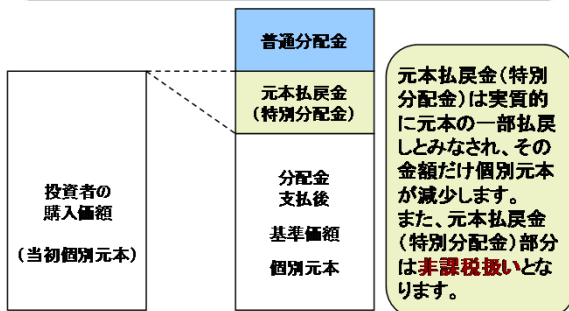 普通分配金
元本払戻金
(特別分配金)
投資者の
購入価額
(当初個別元本)
分配金
支払後
基準価額
個別元本
元本払戻金(特別
分配金)は実質的
に元本の一部払戻
しとみなされ、その
金額だけ個別元本
が減少します。
また、元本払戻金
(特別分配金)部分
は非課税扱いとな
ります。